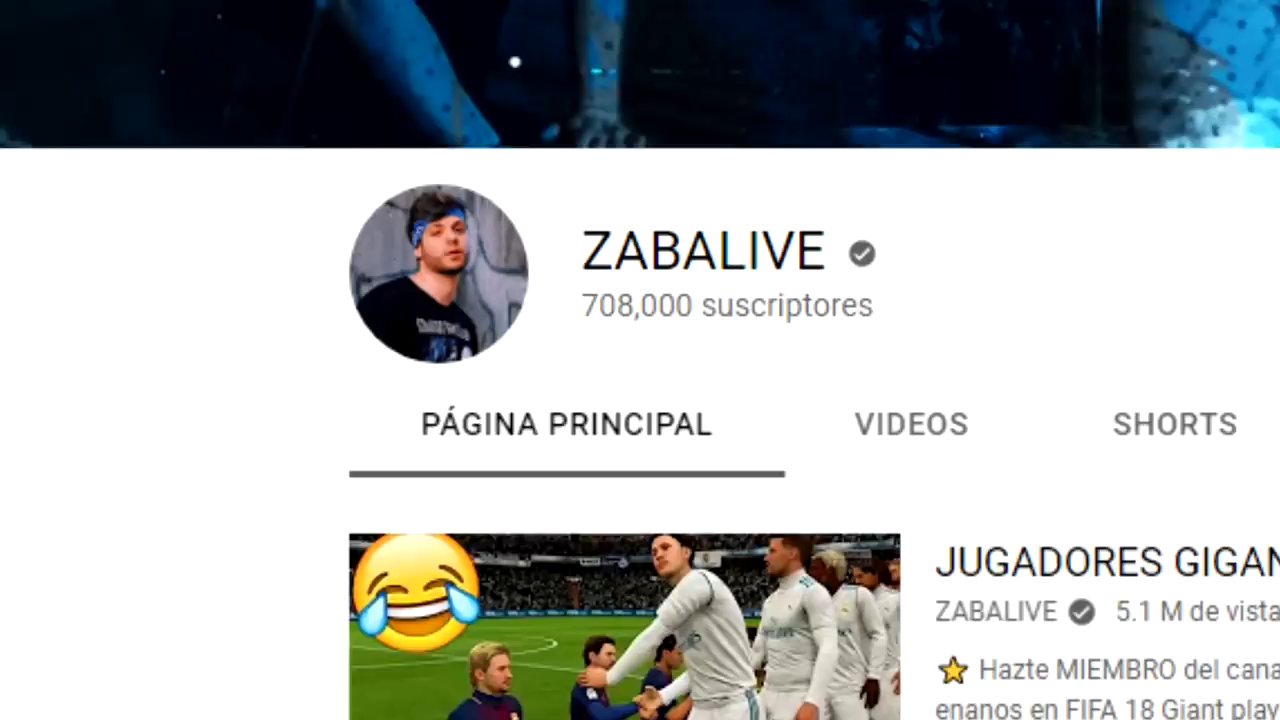 ZABALIVE
708,000 suscriptores
PÁGINA PRINCIPAL VIDEOS SHORTS
JUGADORES GIGAN
ZABALIVE 5.1 M de vista
Hazte MIEMBRO del cana
enanos en FIFA 18 Giant play